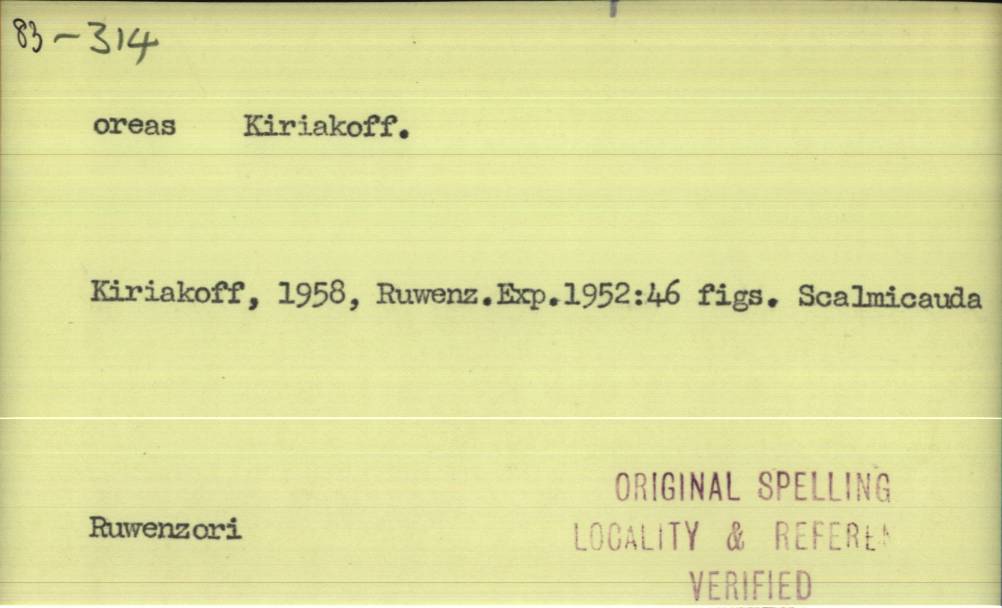 83-314
oreas Kiriakoff.
Kiriakoff, 1958, Ruwenz.Exp.1952:46 figs. Scalmicauda
Ruwenzori
ORIGINAL SPELLING
LOCALITY &
VERIFIED